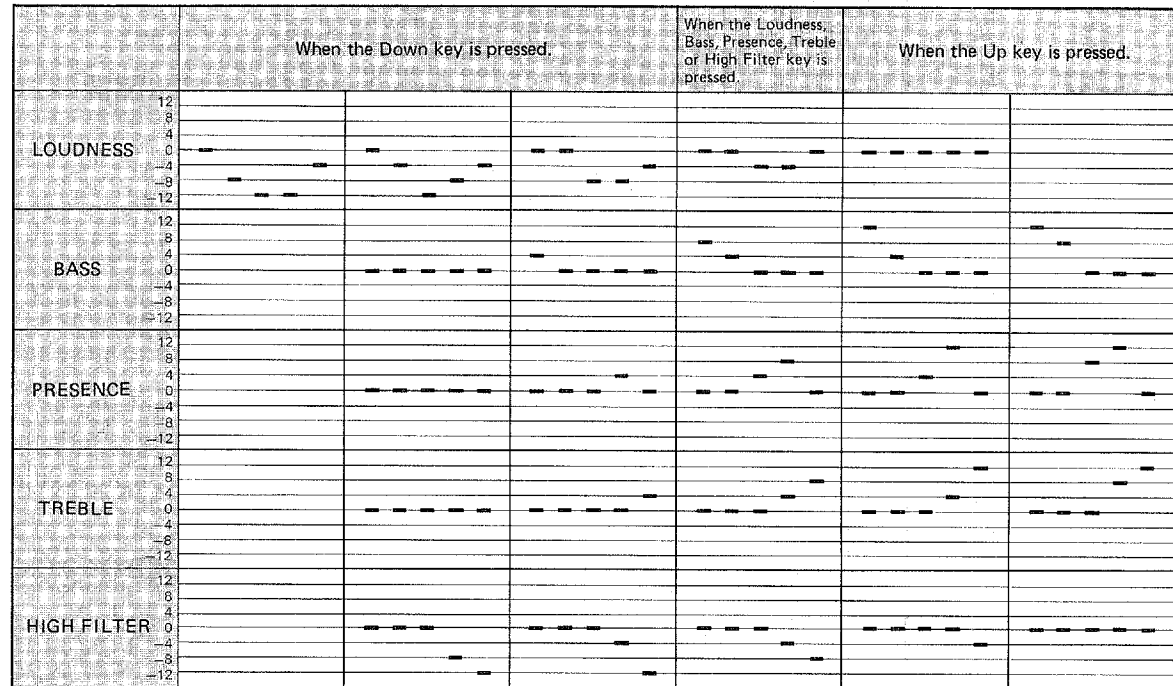 When the Down key is pressed.
When the Loudness,
Bass, Presence, Treble
or High Filter key is
pressed.
When the Up key is pressed.
12
8
4
LOUDNESS 0
−4
−8
−12
12
8
4
BASS 0
−4
−8
−12
12
8
4
PRESENCE 0
−4
−8
−12
12
8
4
TREBLE 0
−4
−8
−12
12
8
4
HIGH FILTER 0
−4
−8
−12